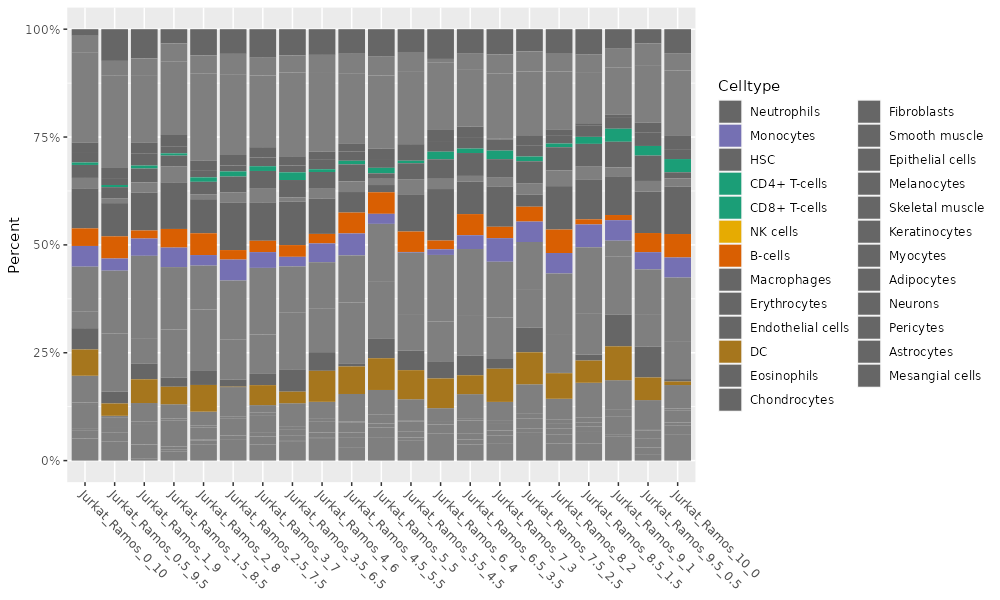 100%
75%
50%
25%
0%
Percent
Jurkat_Ramos_0_10
Jurkat_Ramos_0.5_9.5
Jurkat_Ramos_1_9
Jurkat_Ramos_1.5_8.5
Jurkat_Ramos_2_8
Jurkat_Ramos_2.5_7.5
Jurkat_Ramos_3_7
Jurkat_Ramos_3.5_6.5
Jurkat_Ramos_4_6
Jurkat_Ramos_4.5_5.5
Jurkat_Ramos_5_5
Jurkat_Ramos_5.5_4.5
Jurkat_Ramos_6_4
Jurkat_Ramos_6.5_3.5
Jurkat_Ramos_7_3
Jurkat_Ramos_7.5_2.5
Jurkat_Ramos_8_2
Jurkat_Ramos_8.5_1.5
Jurkat_Ramos_9_1
Jurkat_Ramos_9.5_0.5
Jurkat_Ramos_10_0
Celltype
Neutrophils
Monocytes
HSC
CD4+ T-cells
CD8+ T-cells
NK cells
B-cells
Macrophages
Erythrocytes
Endothelial cells
DC
Eosinophils
Chondrocytes
Fibroblasts
Smooth muscle
Epithelial cells
Melanocytes
Skeletal muscle
Keratinocytes
Myocytes
Adipocytes
Neurons
Pericytes
Astrocytes
Mesangial cells